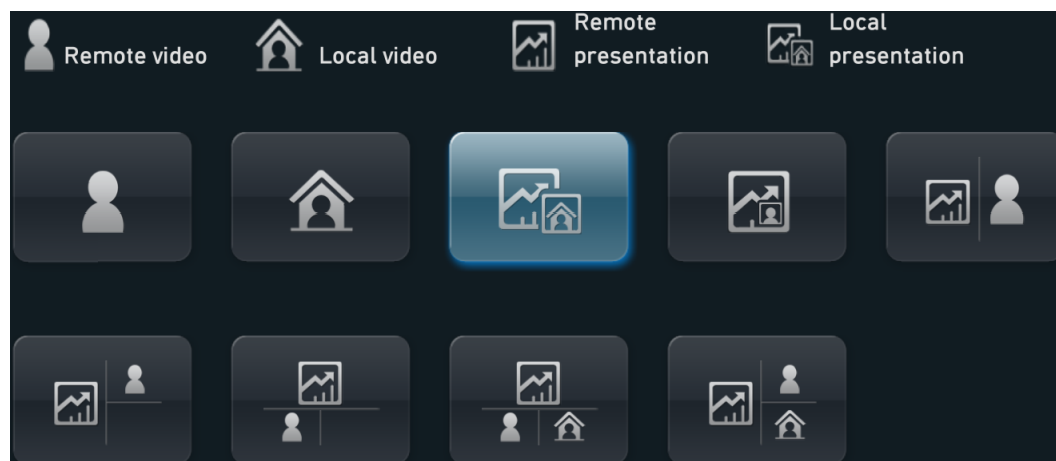 Remote video
Local video
Remote
presentation
Local
presentation